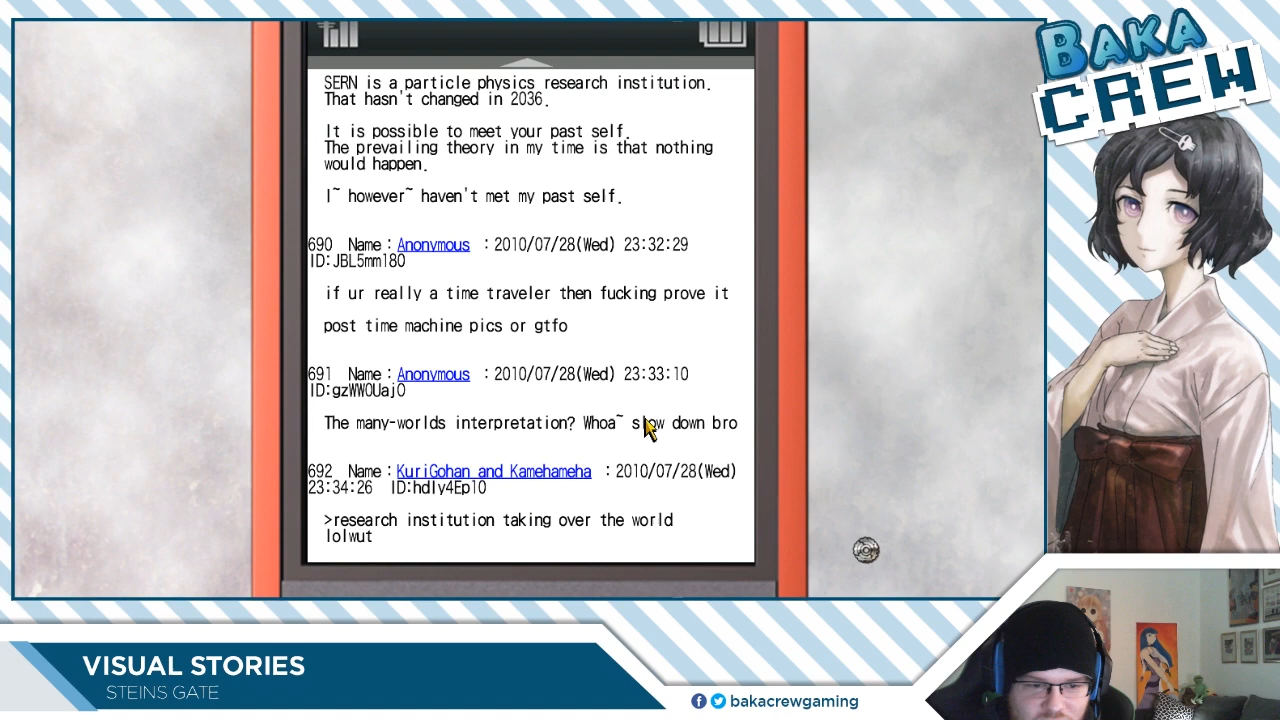 SERN is a particle physics research institution.
That hasn't changed in 2036.
It is possible to meet your past self.
The prevailing theory in my time is that nothing
would happen.
I~ however~ haven't met my past self.
690 Name：Anonymous ：2010/07/28(Wed) 23:32:29
ID:JBL5mm180
if ur really a time traveler then fucking prove it
post time machine pics or gtfo
691 Name：Anonymous ：2010/07/28(Wed) 23:33:10
ID:gzWWOUajO
The many-worlds interpretation? Whoa~ slow down bro
692 Name：KuriGohan and Kamehameha ：2010/07/28(Wed)
23:34:26 ID:hdIy4Ep10
>research institution taking over the world
lolwut
BAKA
CREW
VISUAL STORIES
STEINS GATE
bakacrewgaming